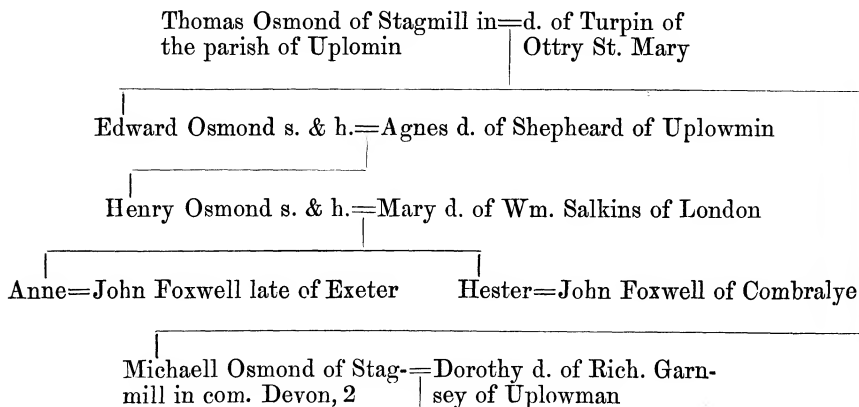 Thomas Osmond of Stagmill in=d. of Turpin of
the parish of Uplomin Ottry St. Mary
Edward Osmond s. & h.=Agnes d. of Shepheard of Uplowmin
Henry Osmond s. & h.=Mary d. of Wm. Salkins of London
Anne=John Foxwell late of Exeter Hester=John Foxwell of Combralye
Michaell Osmond of Stag-=Dorothy d. of Rich. Garn-
mill in com. Devon, 2 sey of Uplowman